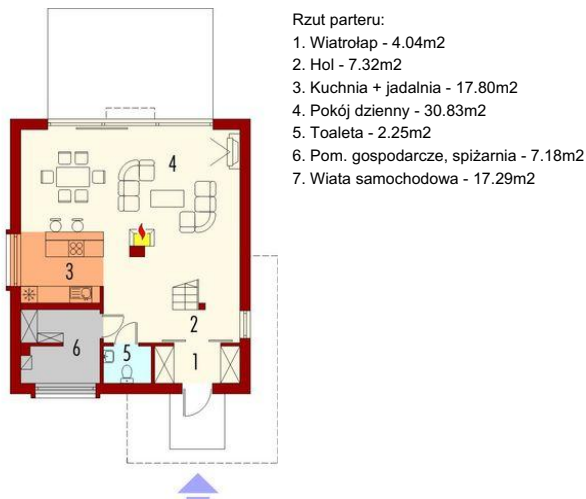 Rzut parteru:
1. Wiatrołap - 4.04m2
2. Hol - 7.32m2
3. Kuchnia + jadalnia - 17.80m2
4. Pokój dzienny - 30.83m2
5. Toaleta - 2.25m2
6. Pom. gospodarcze, spiżarnia - 7.18m2
7. Wiata samochodowa - 17.29m2
4
3
2
6
5
1